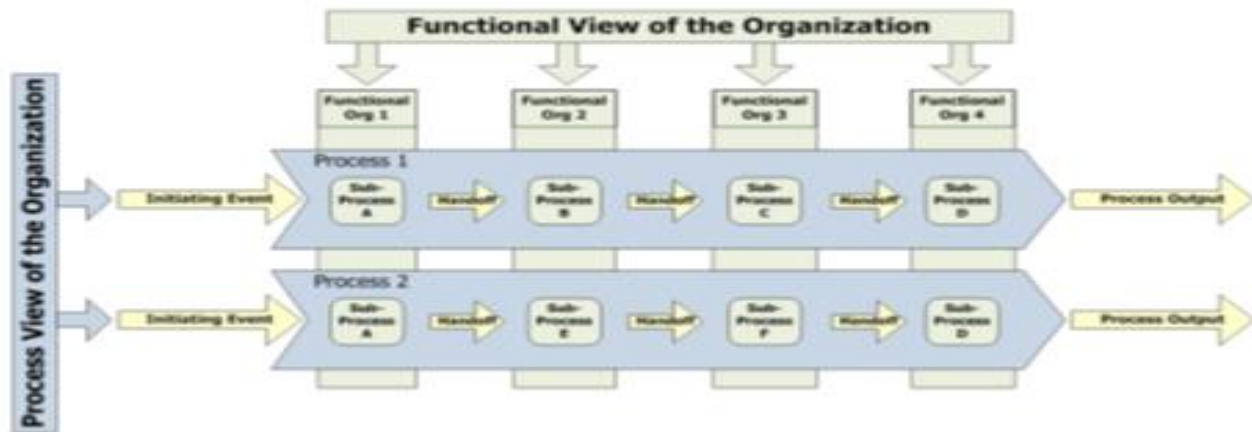 Functional View of the Organization
Process View of the Organization
Functional
Org 1
Functional
Org 2
Functional
Org 3
Functional
Org 4
Process 1
Initiating Event
Sub-
Process
A
Handoff
Sub-
Process
B
Handoff
Sub-
Process
C
Handoff
Sub-
Process
D
Process Output
Process 2
Initiating Event
Sub-
Process
A
Handoff
Sub-
Process
E
Handoff
Sub-
Process
F
Handoff
Sub-
Process
D
Process Output